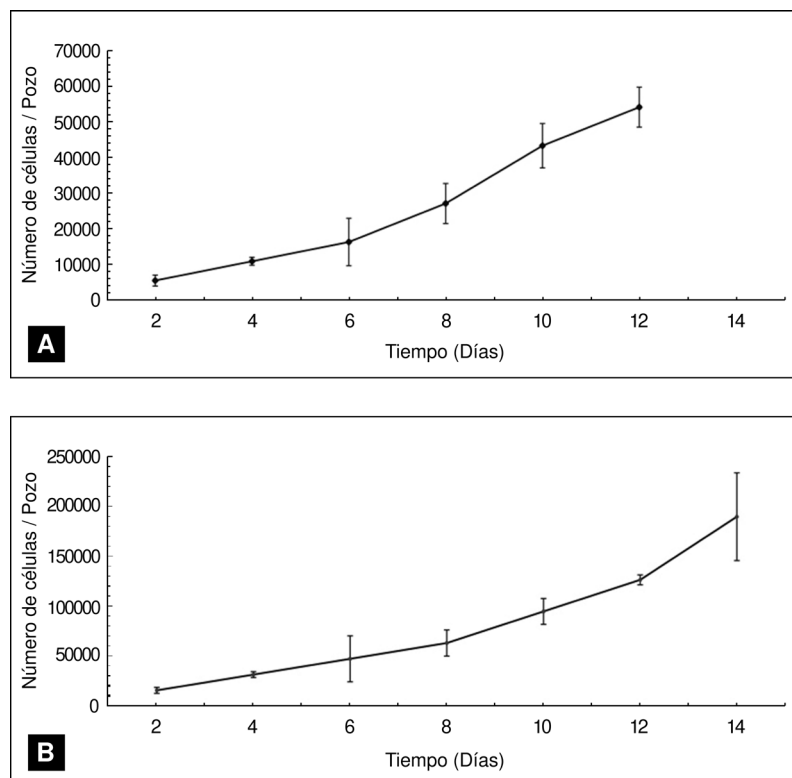 Número de células / Pozo
70000
60000
50000
40000
30000
20000
10000
0
2 4 6 8 10 12 14
Tiempo (Días)
A
Número de células / Pozo
250000
200000
150000
100000
50000
0
2 4 6 8 10 12 14
Tiempo (Días)
B